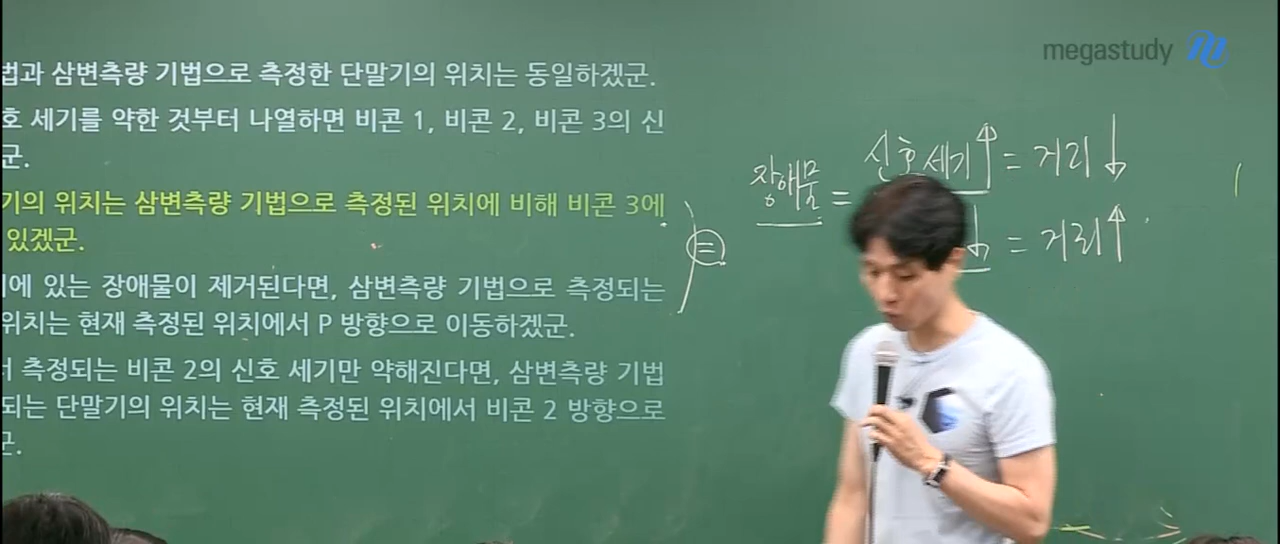 megastudy
법과 삼변측량 기법으로 측정한 단말기의 위치는 동일하겠군.
호 세기를 약한 것부터 나열하면 비콘 1, 비콘 2, 비콘 3의 신
군.
기의 위치는 삼변측량 기법으로 측정된 위치에 비해 비콘 3에
있겠군.
에 있는 장애물이 제거된다면, 삼변측량 기법으로 측정되는
위치는 현재 측정된 위치에서 P 방향으로 이동하겠군.
서 측정되는 비콘 2의 신호 세기만 약해진다면, 삼변측량 기법
되는 단말기의 위치는 현재 측정된 위치에서 비콘 2 방향으로
군.
신호세기↑ = 거리↓
장애물 =
↓ = 거리↑
=